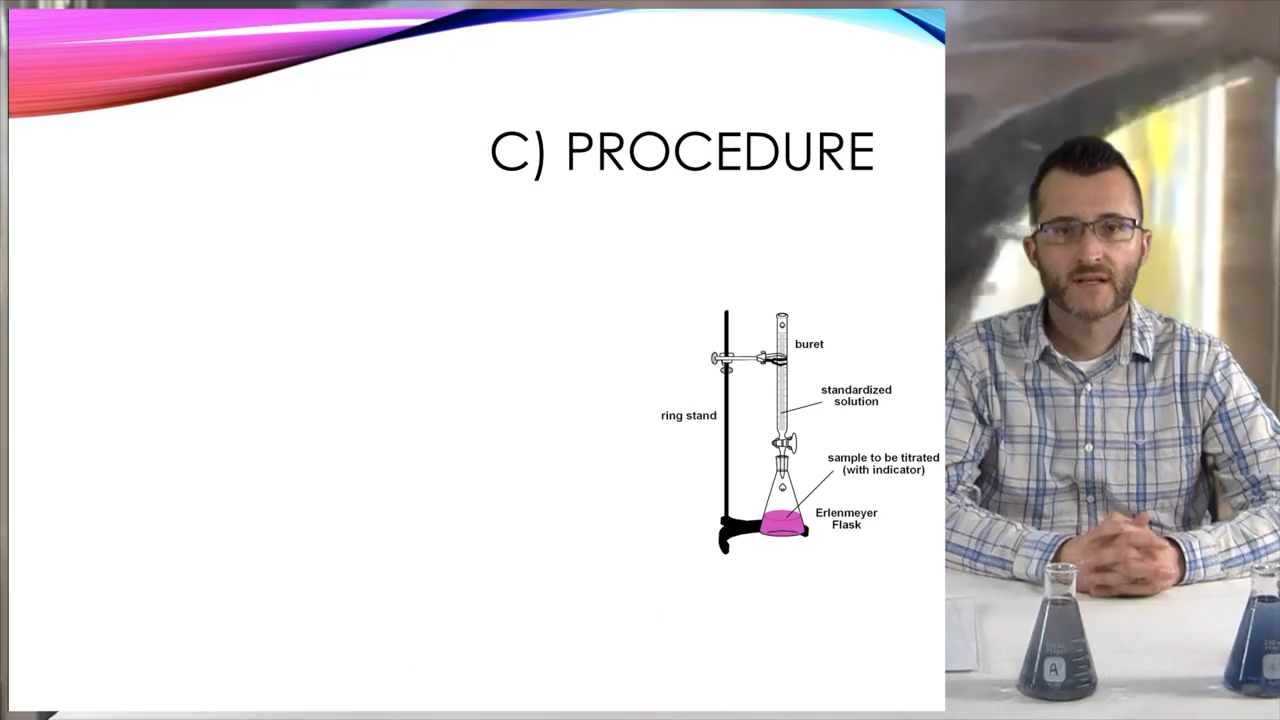 C) PROCEDURE
buret
standardized
solution
ring stand
sample to be titrated
(with indicator)
Erlenmeyer
Flask
A